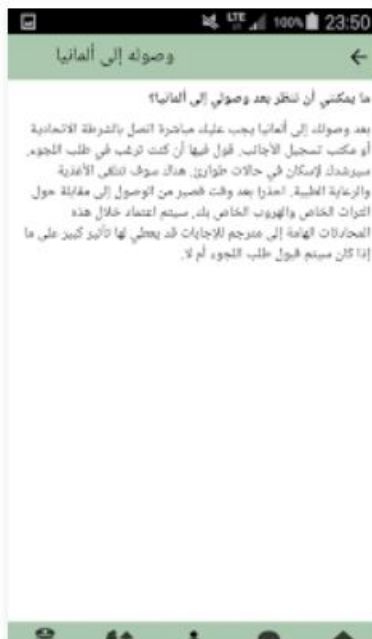 LTE 100% 23:50
وصوله إلى ألمانيا
ما يمكنني أن ننظر بعد وصولي إلى ألمانيا؟
بعد وصولك إلى ألمانيا يجب عليك مباشرة اتصل بالشرطة الاتحادية
أو مكتب تسجيل الأجانب. قول فيها أن كنت ترغب في طلب اللجوء.
سيرشدك لإسكان في حالات طوارئ. هناك سوف تتلقى الأغذية
والرعاية الطبية. احذرا بعد وقت قصير من الوصول إلى مقابلة حول
التراث الخاص والهروب الخاص بك. سيتم اعتماد خلال هذه
المحادثات الهامة إلى مترجم للإجابات قد يعطي لها تأثير كبير على ما
إذا كان سيتم قبول طلب اللجوء أم لا.